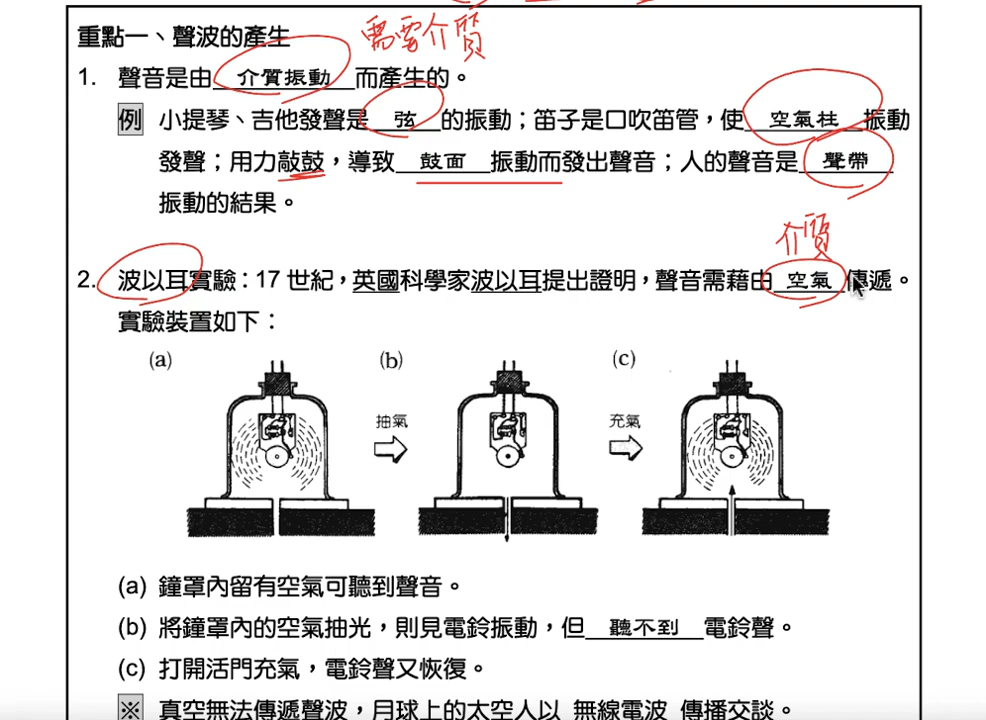 重點一、聲波的產生 需要介質
1. 聲音是由 介質振動 而產生的。
例 小提琴、吉他發聲是 弦 的振動；笛子是口吹笛管，使 空氣柱 振動
發聲；用力敲鼓，導致 鼓面 振動而發出聲音；人的聲音是 聲帶
振動的結果。
介質
2. 波以耳實驗：17 世紀，英國科學家波以耳提出證明，聲音需藉由 空氣 傳遞。
實驗裝置如下：
(a) (b) (c)
抽氣 充氣
(a) 鐘罩內留有空氣可聽到聲音。
(b) 將鐘罩內的空氣抽光，則見電鈴振動，但 聽不到 電鈴聲。
(c) 打開活門充氣，電鈴聲又恢復。
※ 真空無法傳遞聲波，月球上的太空人以 無線電波 傳播交談。